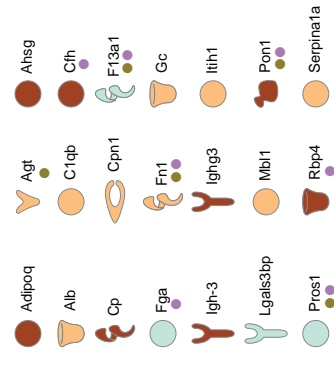 Adipoq
Agt
Ahsg
Alb
C1qb
Cfh
Cp
Cpn1
F13a1
Fga
Fn1
Gc
Igh-3
Ighg3
Itih1
Lgals3bp
Mbl1
Pon1
Pros1
Rbp4
Serpina1a